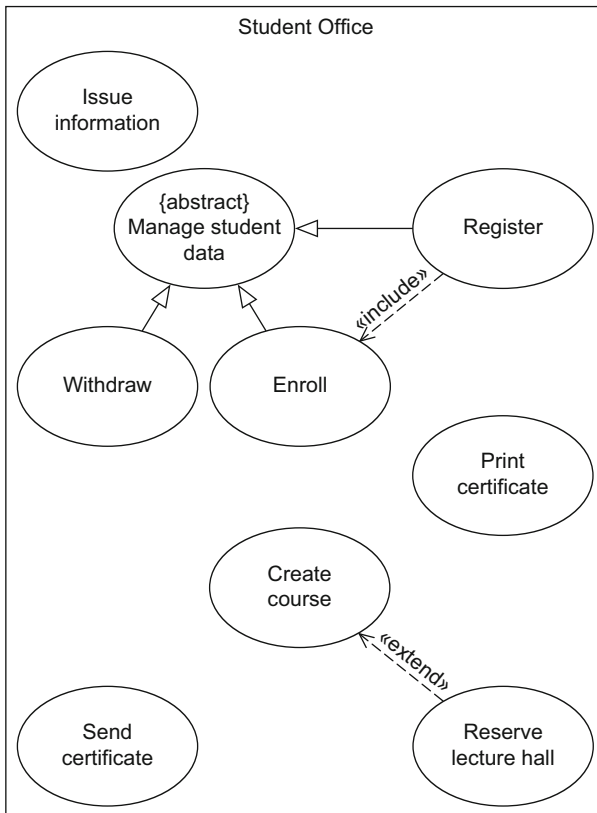 Student Office
Issue
information
{abstract}
Manage student
data
Register
«include»
Withdraw
Enroll
Print
certificate
Create
course
«extend»
Send
certificate
Reserve
lecture hall